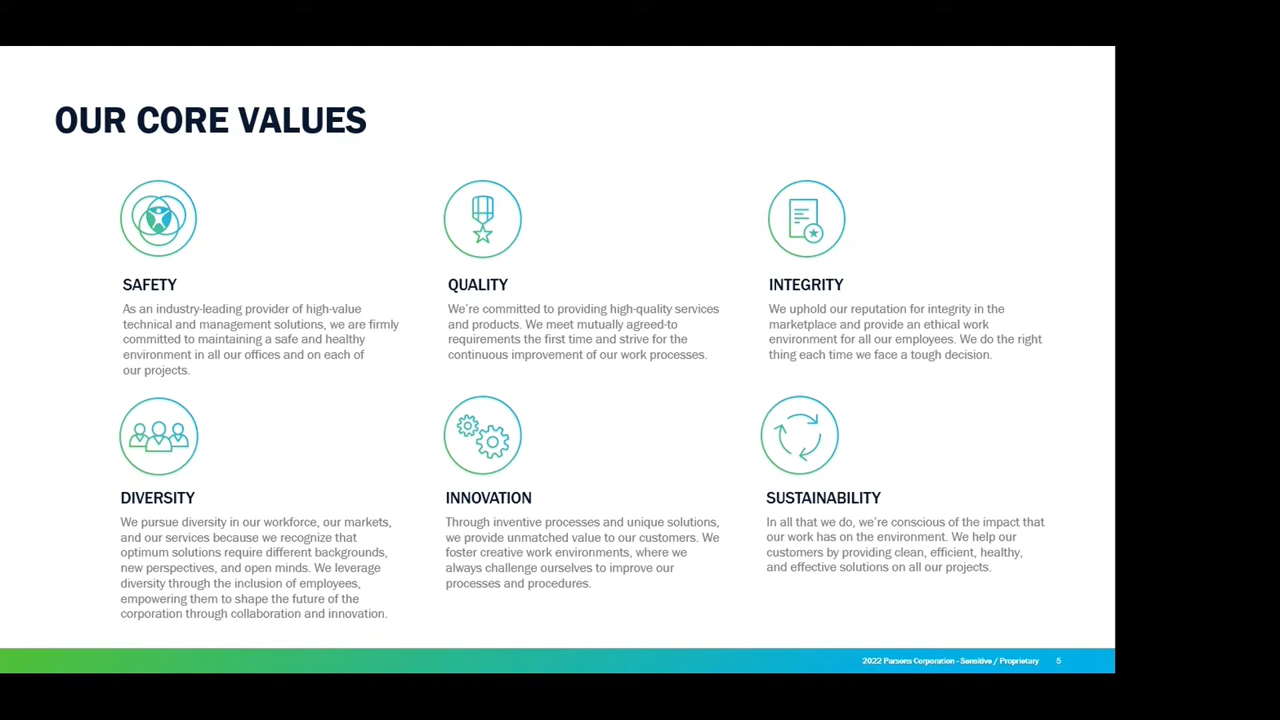 OUR CORE VALUES
SAFETY
As an industry-leading provider of high-value
technical and management solutions, we are firmly
committed to maintaining a safe and healthy
environment in all our offices and on each of
our projects.
QUALITY
We're committed to providing high-quality services
and products. We meet mutually agreed-to
requirements the first time and strive for the
continuous improvement of our work processes.
INTEGRITY
We uphold our reputation for integrity in the
marketplace and provide an ethical work
environment for all our employees. We do the right
thing each time we face a tough decision.
DIVERSITY
We pursue diversity in our workforce, our markets,
and our services because we recognize that
optimum solutions require different backgrounds,
new perspectives, and open minds. We leverage
diversity through the inclusion of employees,
empowering them to shape the future of the
corporation through collaboration and innovation.
INNOVATION
Through inventive processes and unique solutions,
we provide unmatched value to our customers. We
foster creative work environments, where we
always challenge ourselves to improve our
processes and procedures.
SUSTAINABILITY
In all that we do, we're conscious of the impact that
our work has on the environment. We help our
customers by providing clean, efficient, healthy,
and effective solutions on all our projects.
2022 Parsons Corporation - Sensitive / Proprietary 5